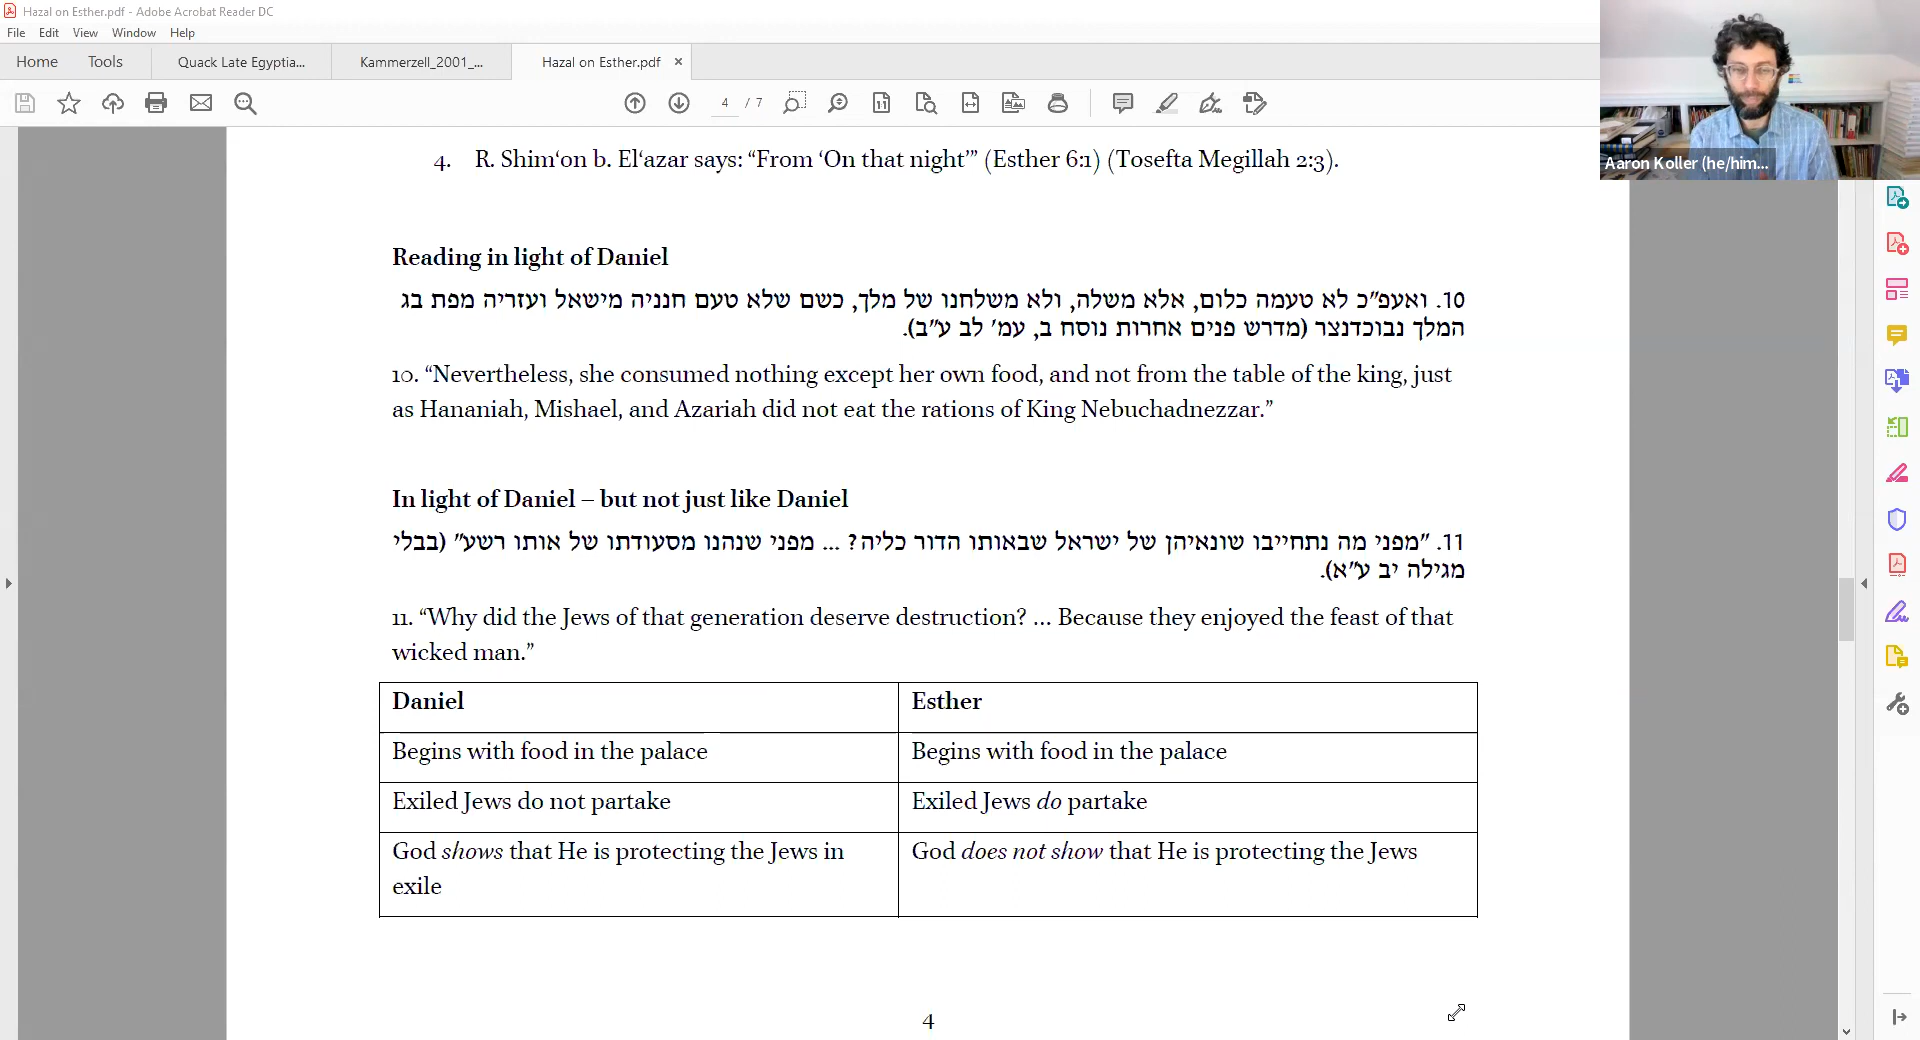 Hazal on Esther.pdf - Adobe Acrobat Reader DC
File Edit View Window Help
Home Tools Quack Late Egyptia... Kammerzell_2001_... Hazal on Esther.pdf ×
4 / 7
Aaron Koller (he/him...
4. R. Shim‘on b. El‘azar says: “From ‘On that night’” (Esther 6:1) (Tosefta Megillah 2:3).
Reading in light of Daniel
10. ואעפ"כ לא טעמה כלום, אלא משלה, ולא משלחנו של מלך, כשם שלא טעם חנניה מישאל ועזריה מפת בג
המלך נבוכדנצר (מדרש פנים אחרות נוסח ב, עמ' לב ע"ב).
10. “Nevertheless, she consumed nothing except her own food, and not from the table of the king, just
as Hananiah, Mishael, and Azariah did not eat the rations of King Nebuchadnezzar.”
In light of Daniel – but not just like Daniel
11. "מפני מה נתחייבו שונאיהן של ישראל שבאותו הדור כליה? ... מפני שנהנו מסעודתו של אותו רשע" (בבלי
מגילה יב ע"א).
11. “Why did the Jews of that generation deserve destruction? ... Because they enjoyed the feast of that
wicked man.”
Daniel Esther
Begins with food in the palace Begins with food in the palace
Exiled Jews do not partake Exiled Jews do partake
God shows that He is protecting the Jews in God does not show that He is protecting the Jews
exile
4